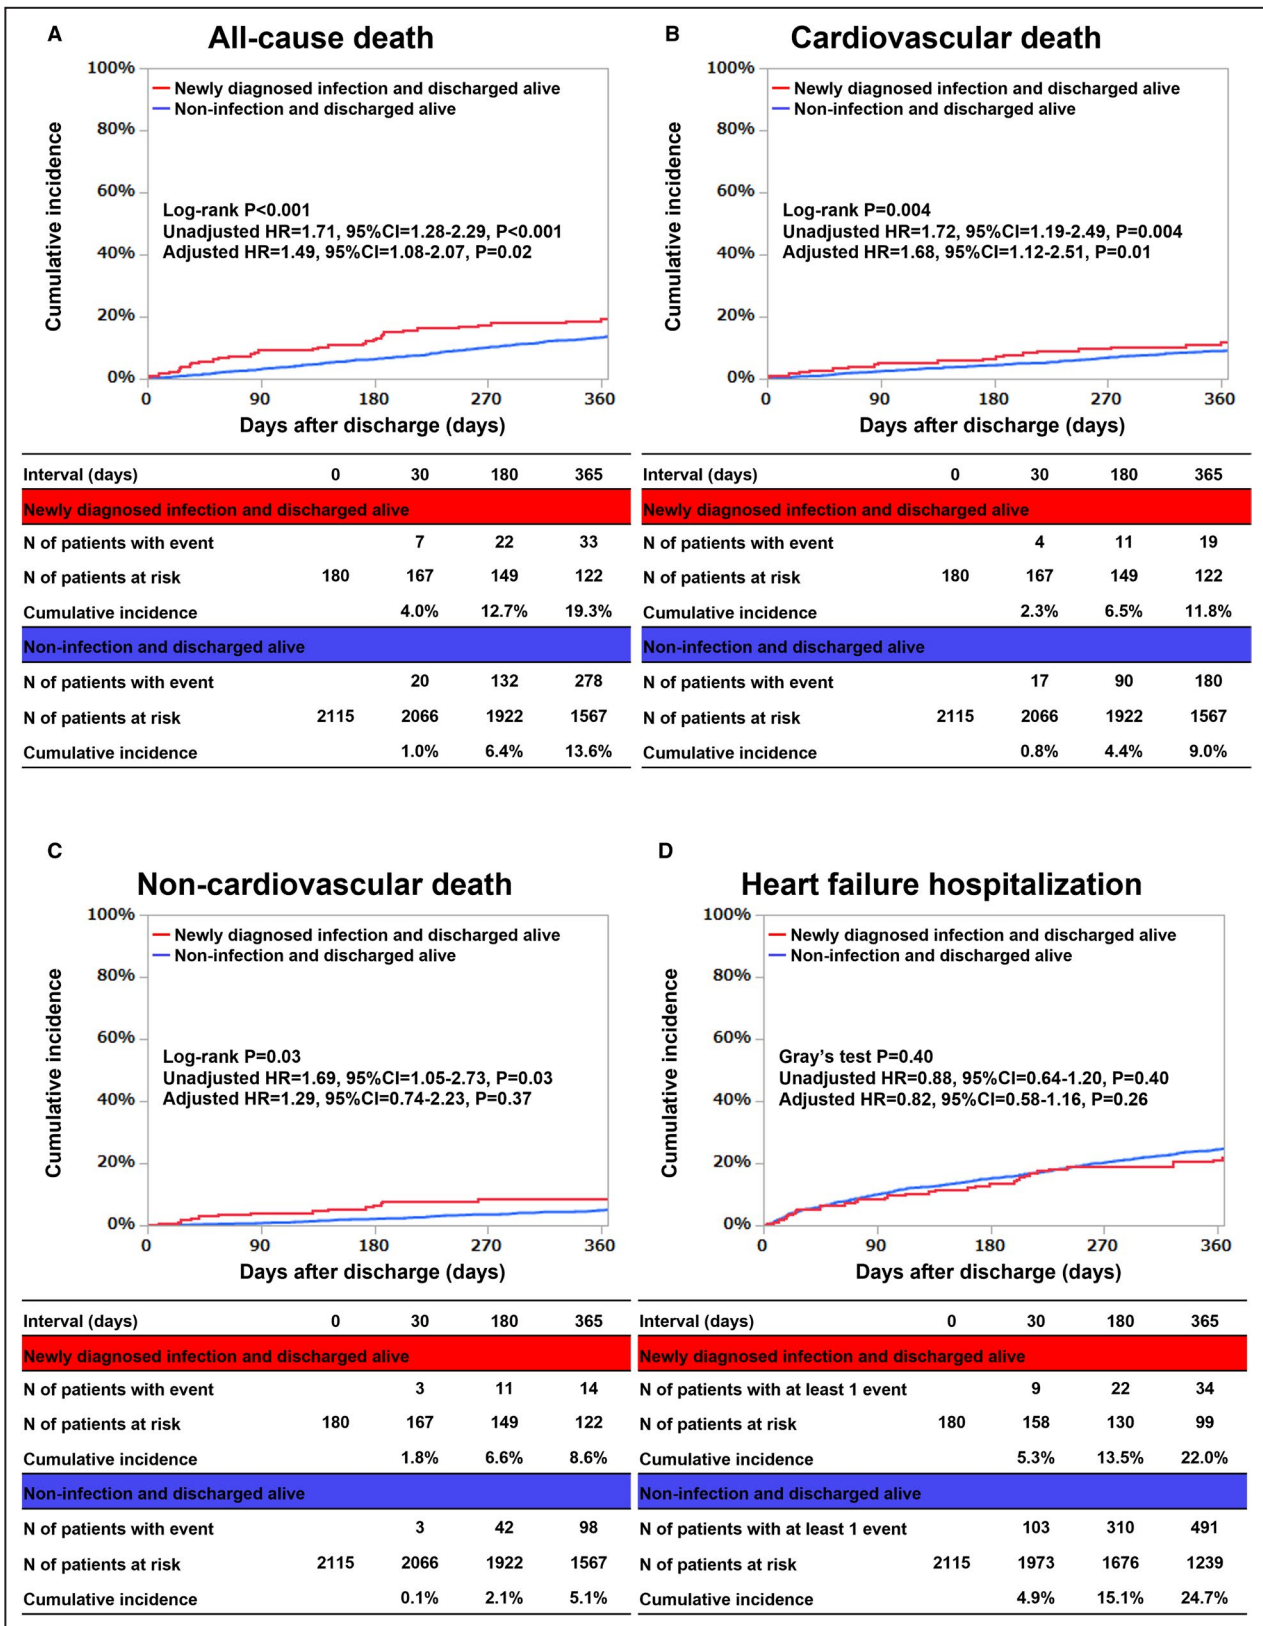 A
All-cause death
100%
80%
60%
40%
20%
0%
Cumulative incidence
Newly diagnosed infection and discharged alive
Non-infection and discharged alive
Log-rank P<0.001
Unadjusted HR=1.71, 95%CI=1.28-2.29, P<0.001
Adjusted HR=1.49, 95%CI=1.08-2.07, P=0.02
0 90 180 270 360
Days after discharge (days)
Interval (days) 0 30 180 365
Newly diagnosed infection and discharged alive
N of patients with event 7 22 33
N of patients at risk 180 167 149 122
Cumulative incidence 4.0% 12.7% 19.3%
Non-infection and discharged alive
N of patients with event 20 132 278
N of patients at risk 2115 2066 1922 1567
Cumulative incidence 1.0% 6.4% 13.6%
B
Cardiovascular death
100%
80%
60%
40%
20%
0%
Cumulative incidence
Newly diagnosed infection and discharged alive
Non-infection and discharged alive
Log-rank P=0.004
Unadjusted HR=1.72, 95%CI=1.19-2.49, P=0.004
Adjusted HR=1.68, 95%CI=1.12-2.51, P=0.01
0 90 180 270 360
Days after discharge (days)
Interval (days) 0 30 180 365
Newly diagnosed infection and discharged alive
N of patients with event 4 11 19
N of patients at risk 180 167 149 122
Cumulative incidence 2.3% 6.5% 11.8%
Non-infection and discharged alive
N of patients with event 17 90 180
N of patients at risk 2115 2066 1922 1567
Cumulative incidence 0.8% 4.4% 9.0%
C
Non-cardiovascular death
100%
80%
60%
40%
20%
0%
Cumulative incidence
Newly diagnosed infection and discharged alive
Non-infection and discharged alive
Log-rank P=0.03
Unadjusted HR=1.69, 95%CI=1.05-2.73, P=0.03
Adjusted HR=1.29, 95%CI=0.74-2.23, P=0.37
0 90 180 270 360
Days after discharge (days)
Interval (days) 0 30 180 365
Newly diagnosed infection and discharged alive
N of patients with event 3 11 14
N of patients at risk 180 167 149 122
Cumulative incidence 1.8% 6.6% 8.6%
Non-infection and discharged alive
N of patients with event 3 42 98
N of patients at risk 2115 2066 1922 1567
Cumulative incidence 0.1% 2.1% 5.1%
D
Heart failure hospitalization
100%
80%
60%
40%
20%
0%
Cumulative incidence
Newly diagnosed infection and discharged alive
Non-infection and discharged alive
Gray's test P=0.40
Unadjusted HR=0.88, 95%CI=0.64-1.20, P=0.40
Adjusted HR=0.82, 95%CI=0.58-1.16, P=0.26
0 90 180 270 360
Days after discharge (days)
Interval (days) 0 30 180 365
Newly diagnosed infection and discharged alive
N of patients with at least 1 event 9 22 34
N of patients at risk 180 158 130 99
Cumulative incidence 5.3% 13.5% 22.0%
Non-infection and discharged alive
N of patients with at least 1 event 103 310 491
N of patients at risk 2115 1973 1676 1239
Cumulative incidence 4.9% 15.1% 24.7%